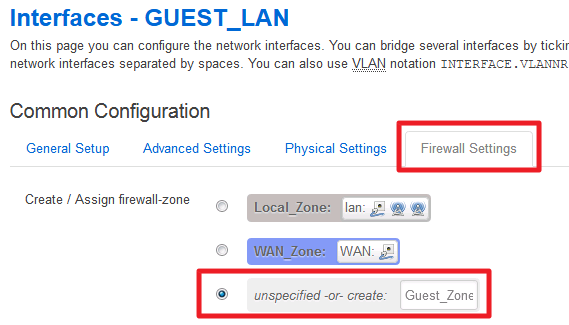 Interfaces - GUEST_LAN
On this page you can configure the network interfaces. You can bridge several interfaces by
network interfaces separated by spaces. You can also use VLAN notation INTERFACE.VLANNR
Common Configuration
General Setup Advanced Settings Physical Settings Firewall Settings
Create / Assign firewall-zone
Local_Zone: lan:
WAN_Zone: WAN:
unspecified -or- create: Guest_Zone